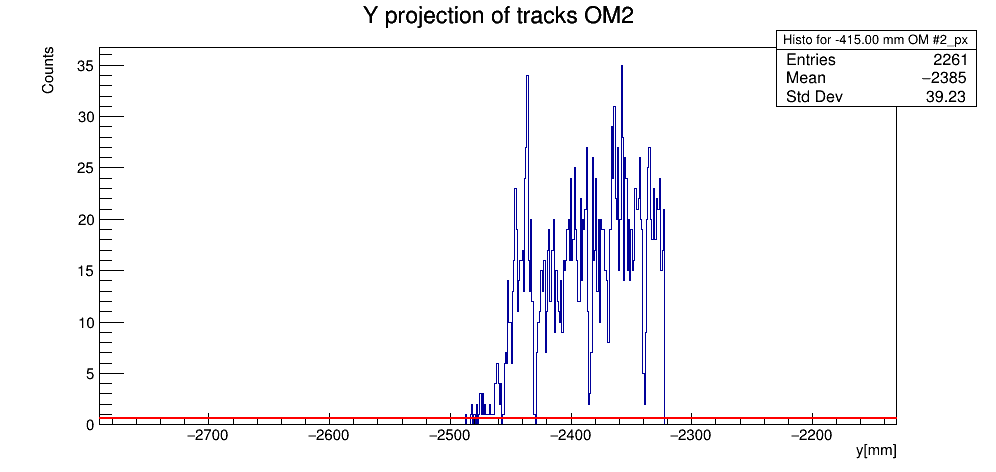 Y projection of tracks OM2
Histo for -415.00 mm OM #2_px
Entries 2261
Mean −2385
Std Dev 39.23
Counts
35
30
25
20
15
10
5
0
−2700 −2600 −2500 −2400 −2300 −2200
y[mm]